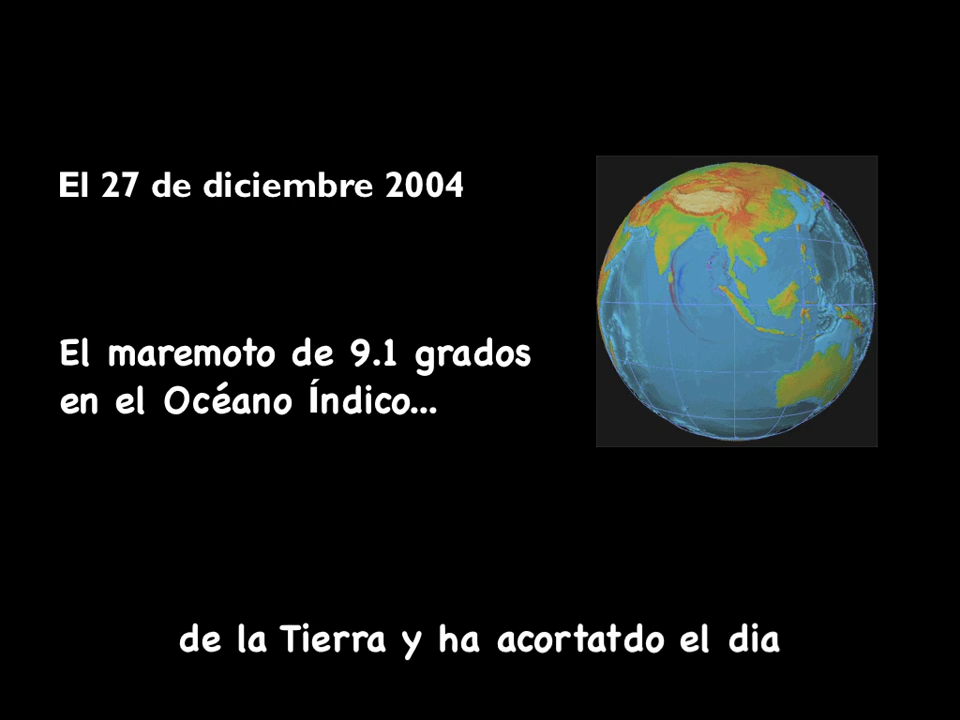 El 27 de diciembre 2004
El maremoto de 9.1 grados
en el Océano Índico...
de la Tierra y ha acortatdo el dia